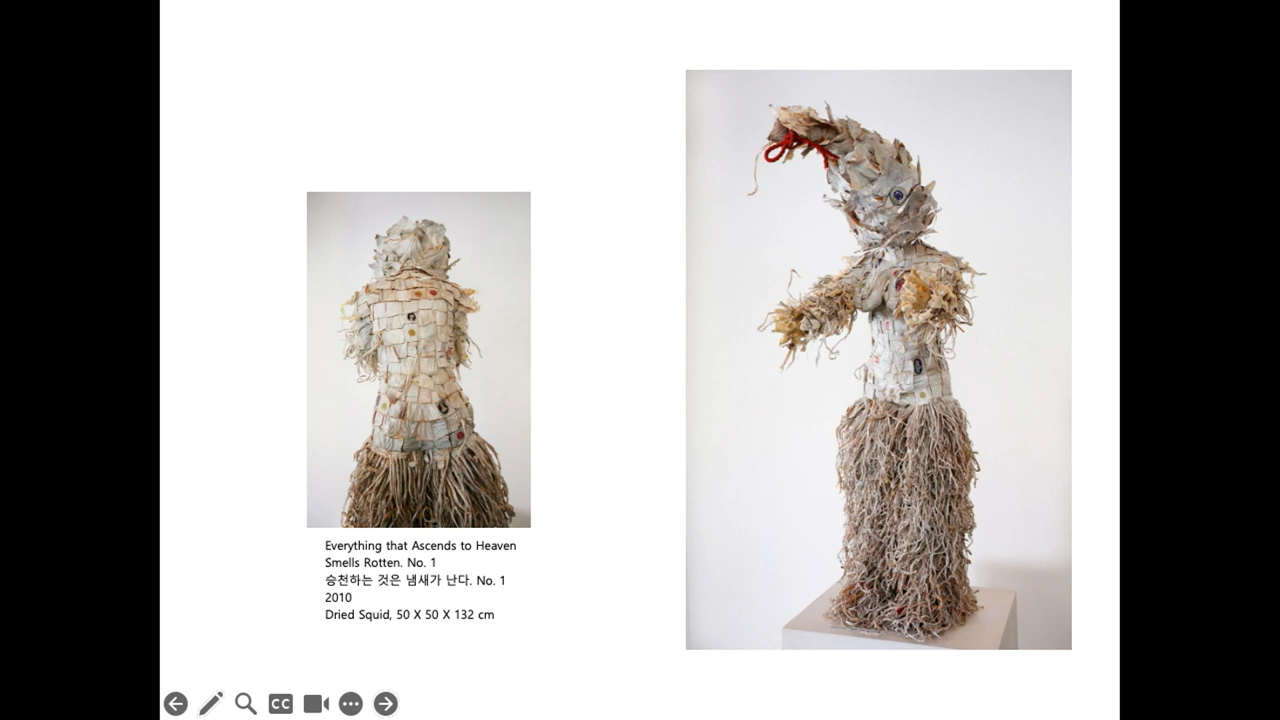 Everything that Ascends to Heaven
Smells Rotten. No. 1
승천하는 것은 냄새가 난다. No. 1
2010
Dried Squid, 50 X 50 X 132 cm
CC